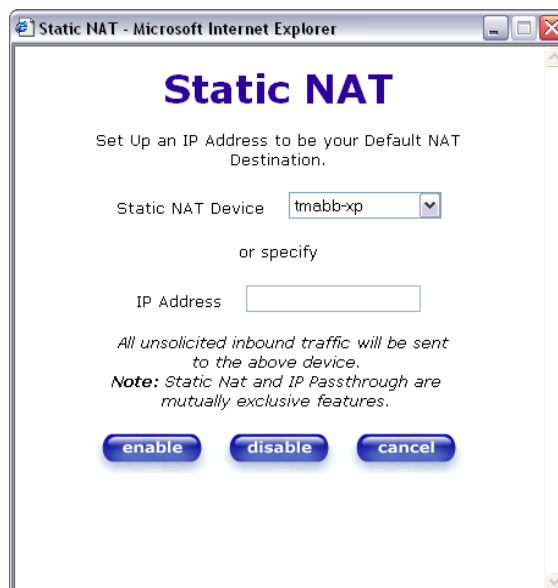 Static NAT - Microsoft Internet Explorer
Static NAT
Set Up an IP Address to be your Default NAT
Destination.
Static NAT Device tmabb-xp
or specify
IP Address
All unsolicited inbound traffic will be sent
to the above device.
Note: Static Nat and IP Passthrough are
mutually exclusive features.
enable disable cancel